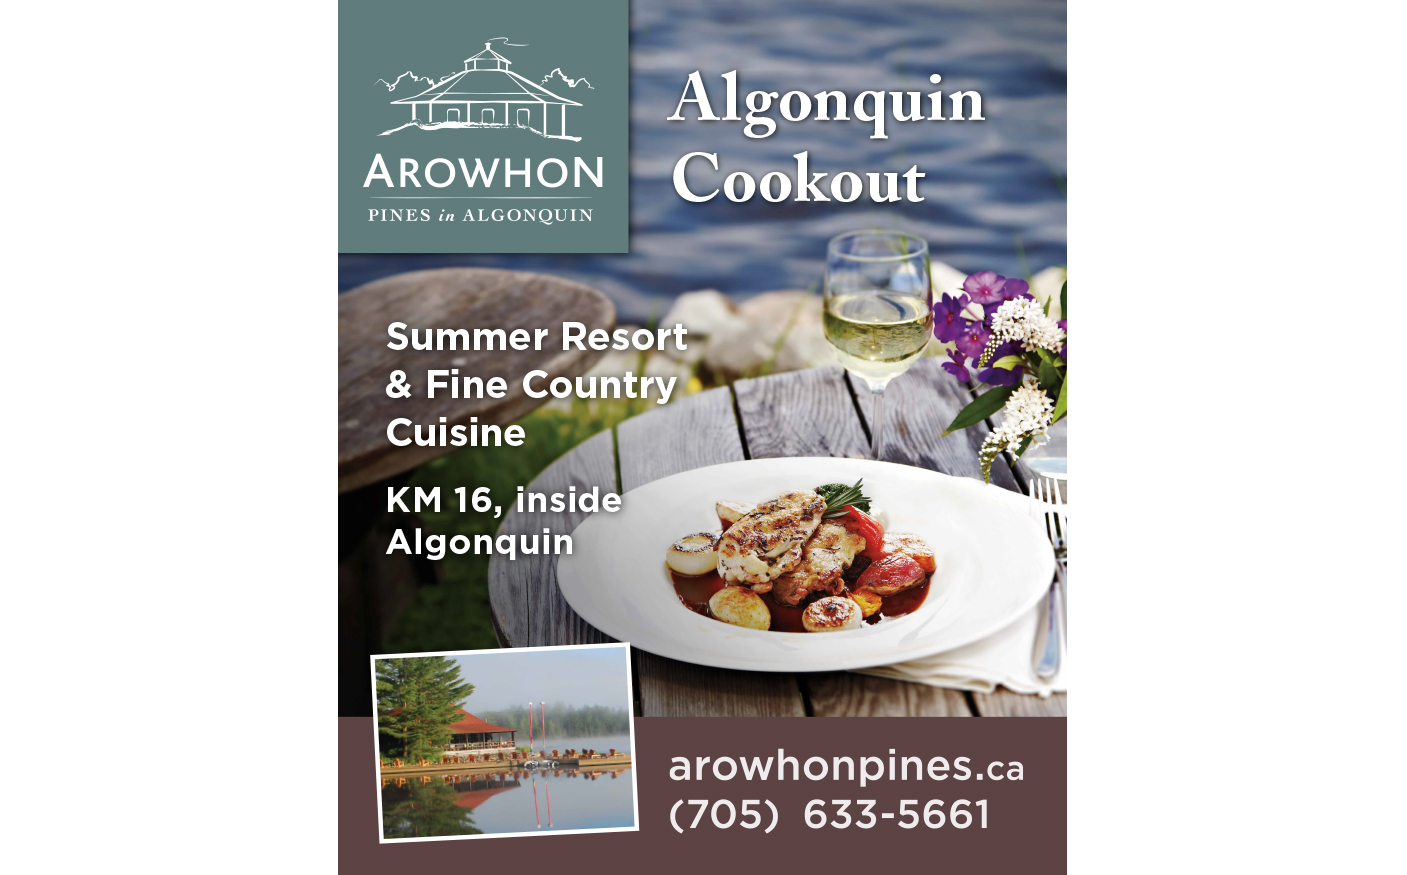 AROWHON
PINES in ALGONQUIN
Algonquin
Cookout
Summer Resort
& Fine Country
Cuisine
KM 16, inside
Algonquin
arowhonpines.ca
(705) 633-5661